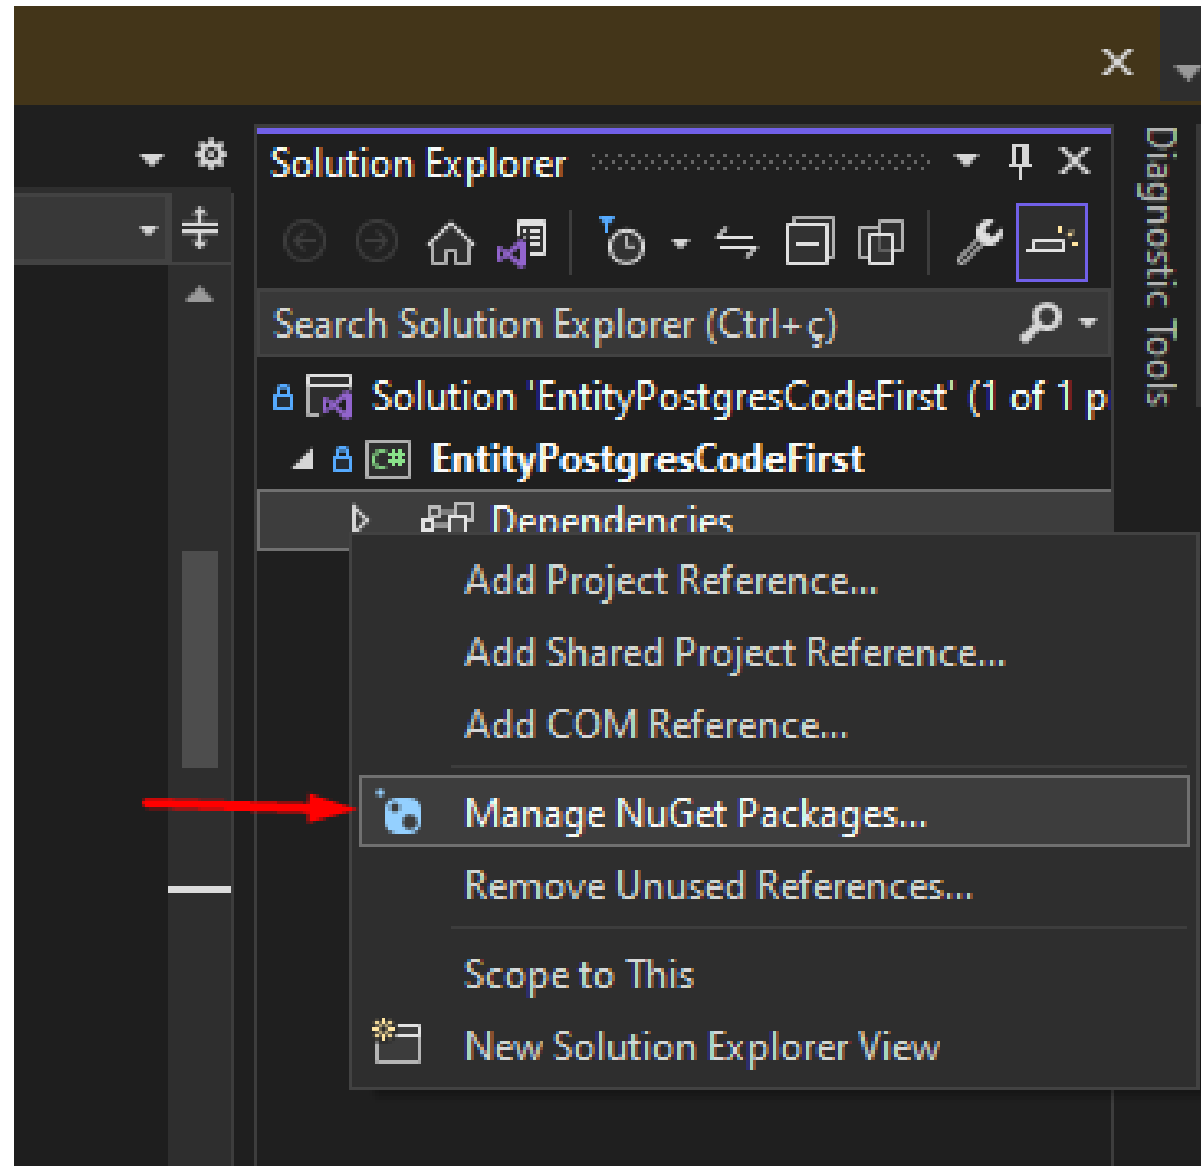 Solution Explorer
Diagnostic Tools
Search Solution Explorer (Ctrl+ç)
Solution 'EntityPostgresCodeFirst' (1 of 1 p
C# EntityPostgresCodeFirst
Dependencies
Add Project Reference...
Add Shared Project Reference...
Add COM Reference...
Manage NuGet Packages...
Remove Unused References...
Scope to This
New Solution Explorer View